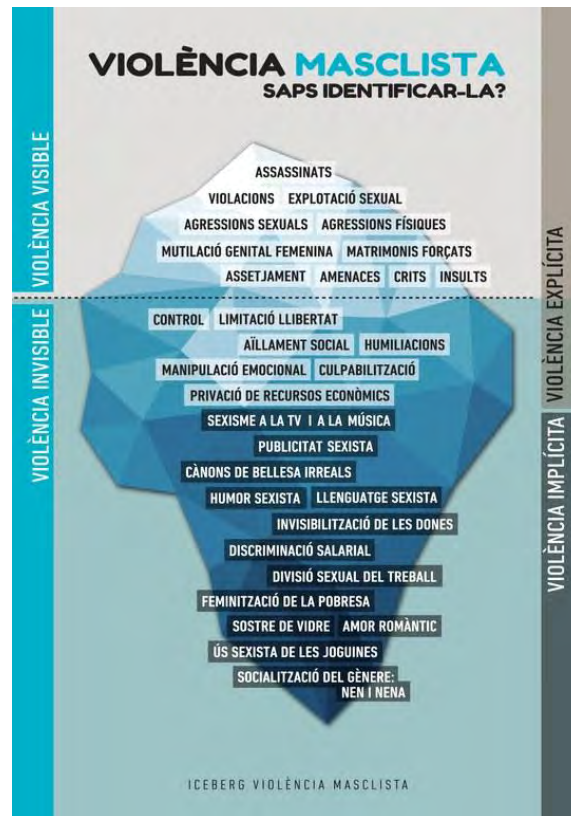 VIOLÈNCIA MASCLISTA
SAPS IDENTIFICAR-LA?
VIOLÈNCIA VISIBLE
VIOLÈNCIA INVISIBLE
ASSASSINATS
VIOLACIONS EXPLOTACIÓ SEXUAL
AGRESSIONS SEXUALS AGRESSIONS FÍSIQUES
MUTILACIÓ GENITAL FEMENINA MATRIMONIS FORÇATS
ASSETJAMENT AMENACES CRITS INSULTS
CONTROL LIMITACIÓ LLIBERTAT
AÏLLAMENT SOCIAL HUMILIACIONS
MANIPULACIÓ EMOCIONAL CULPABILITZACIÓ
PRIVACIÓ DE RECURSOS ECONÒMICS
SEXISME A LA TV I A LA MÚSICA
PUBLICITAT SEXISTA
CÀNONS DE BELLESA IRREALS
HUMOR SEXISTA LLENGUATGE SEXISTA
INVISIBILITZACIÓ DE LES DONES
DISCRIMINACIÓ SALARIAL
DIVISIÓ SEXUAL DEL TREBALL
FEMINITZACIÓ DE LA POBRESA
SOSTRE DE VIDRE AMOR ROMÀNTIC
ÚS SEXISTA DE LES JOGUINES
SOCIALITZACIÓ DEL GÈNERE:
NEN I NENA
VIOLÈNCIA EXPLÍCITA
VIOLÈNCIA IMPLÍCITA
ICEBERG VIOLÈNCIA MASCLISTA